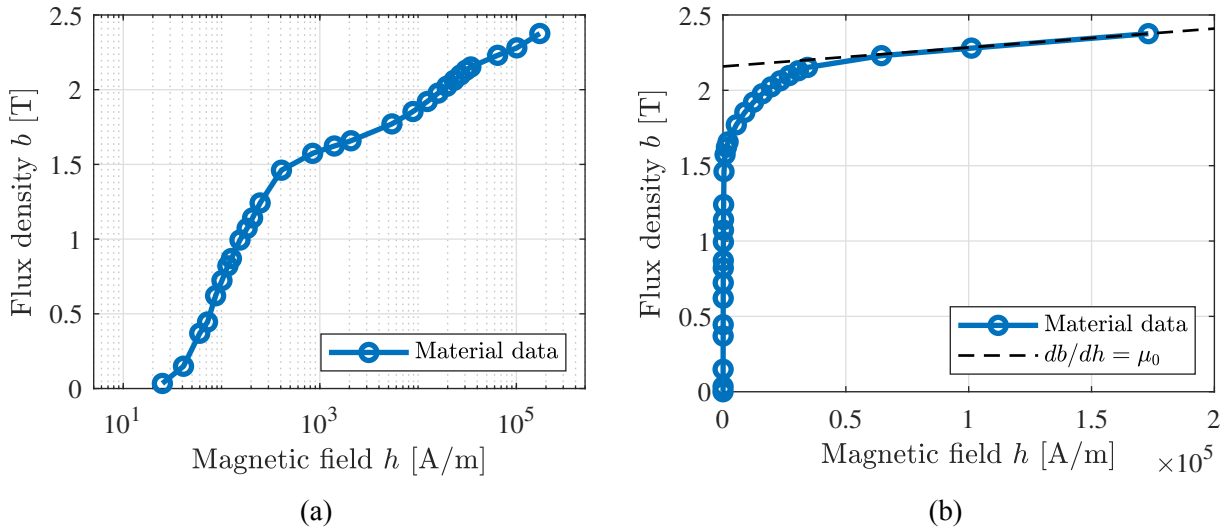 2.5
2
1.5
1
0.5
0
Flux density b [T]
10^1
10^3
10^5
Magnetic field h [A/m]
Material data
(a)
2.5
2
1.5
1
0.5
0
Flux density b [T]
0
0.5
1
1.5
2
×10^5
Magnetic field h [A/m]
Material data
db/dh = μ_0
(b)